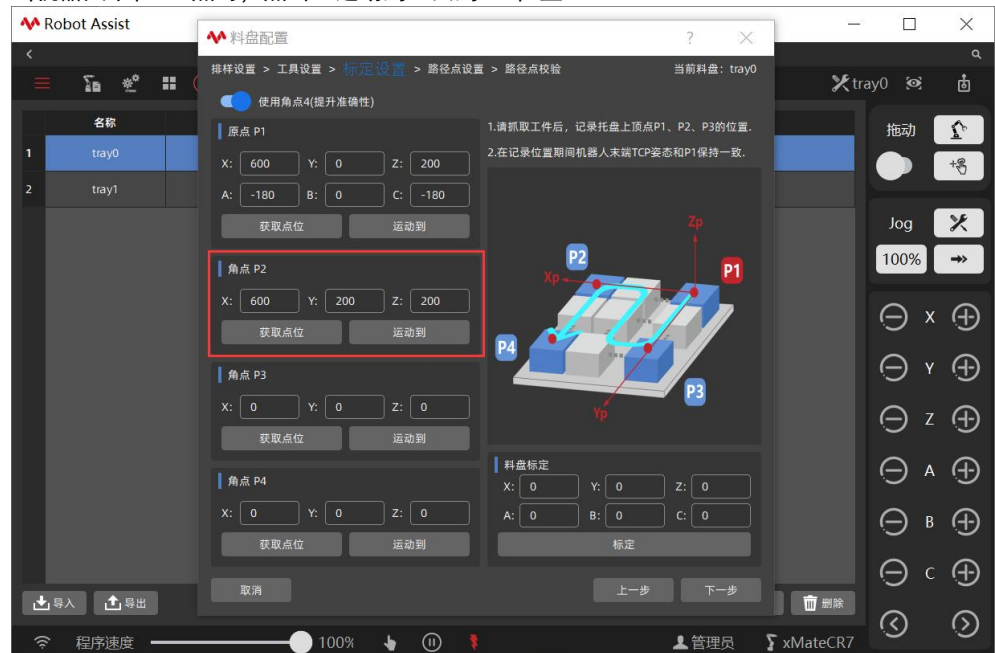 Robot Assist
料盘配置
排样设置 > 工具设置 > 标定设置 > 路径点设置 > 路径点校验
当前料盘: tray0
tray0
使用角点4(提升准确性)
名称
1 tray0
2 tray1
原点 P1
X: 600 Y: 0 Z: 200
A: -180 B: 0 C: -180
获取点位 运动到
角点 P2
X: 600 Y: 200 Z: 200
获取点位 运动到
角点 P3
X: 0 Y: 0 Z: 0
获取点位 运动到
角点 P4
X: 0 Y: 0 Z: 0
获取点位 运动到
1.请抓取工件后，记录托盘上顶点P1、P2、P3的位置.
2.在记录位置期间机器人末端TCP姿态和P1保持一致.
Zp
P2
Xp
P1
P4
P3
Yp
料盘标定
X: 0 Y: 0 Z: 0
A: 0 B: 0 C: 0
标定
取消 上一步 下一步
拖动
Jog
100%
X
Y
Z
A
B
C
导入 导出 删除
程序速度 100% 管理员 xMateCR7